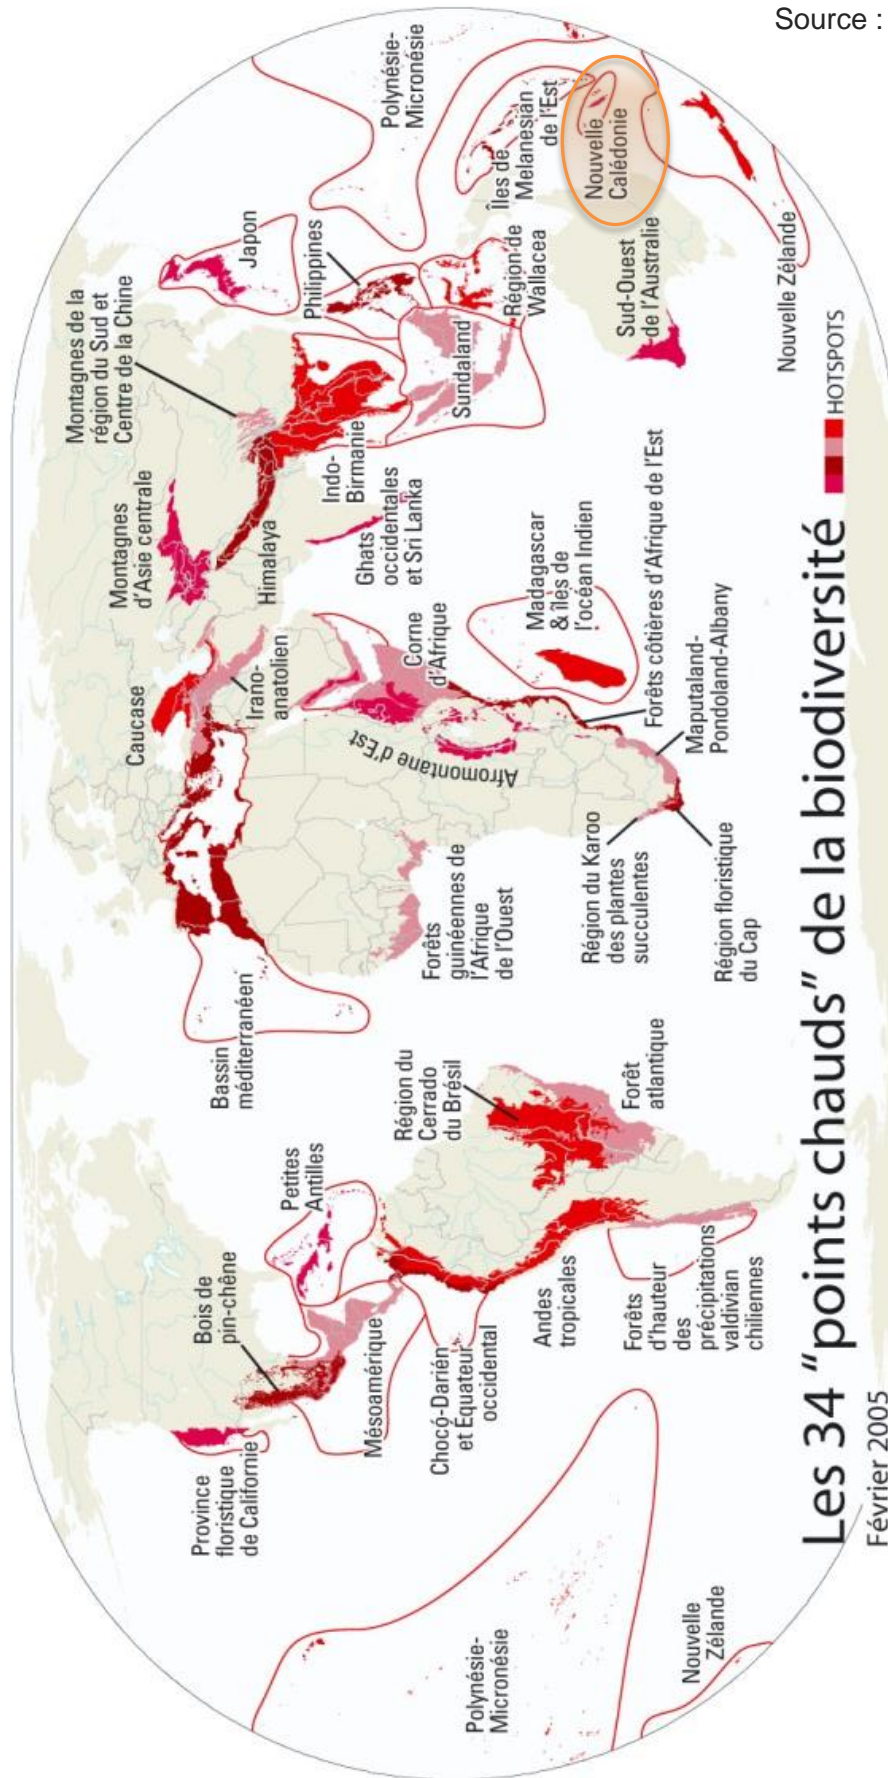 Source :
Province
floristique
de Californie
Bois de
pin-chêne
Mésoamérique
Petites
Antilles
Chocó-Darién
et Equateur
occidental
Andes
tropicales
Région du
Cerrado
du Brésil
Forêt
atlantique
Forêts
d'hauteur
des
précipitations
valdivian
chiliennes
Polynésie-
Micronésie
Nouvelle
Zélande
Bassin
méditerranéen
Caucase
Irano-
anatolien
Montagnes
d'Asie centrale
Montagnes de la
région du Sud et
Centre de la Chine
Himalaya
Indo-
Birmanie
Ghats
occidentales
et Sri Lanka
Japon
Philippines
Sundaland
Région de
Wallacea
Polynésie-
Micronésie
Îles de
Melanesian
de l'Est
Nouvelle
Calédonie
Sud-Ouest
de l'Australie
Nouvelle Zélande
Corne
d'Afrique
Afromontane d'Est
Forêts
guinéennes de
l'Afrique
de l'Ouest
Madagascar
& îles de
l'océan Indien
Forêts côtières d'Afrique de l'Est
Maputaland-
Pondoland-Albany
Région du Karoo
des plantes
succulentes
Région floristique
du Cap
Les 34 "points chauds" de la biodiversité
HOTSPOTS
Février 2005